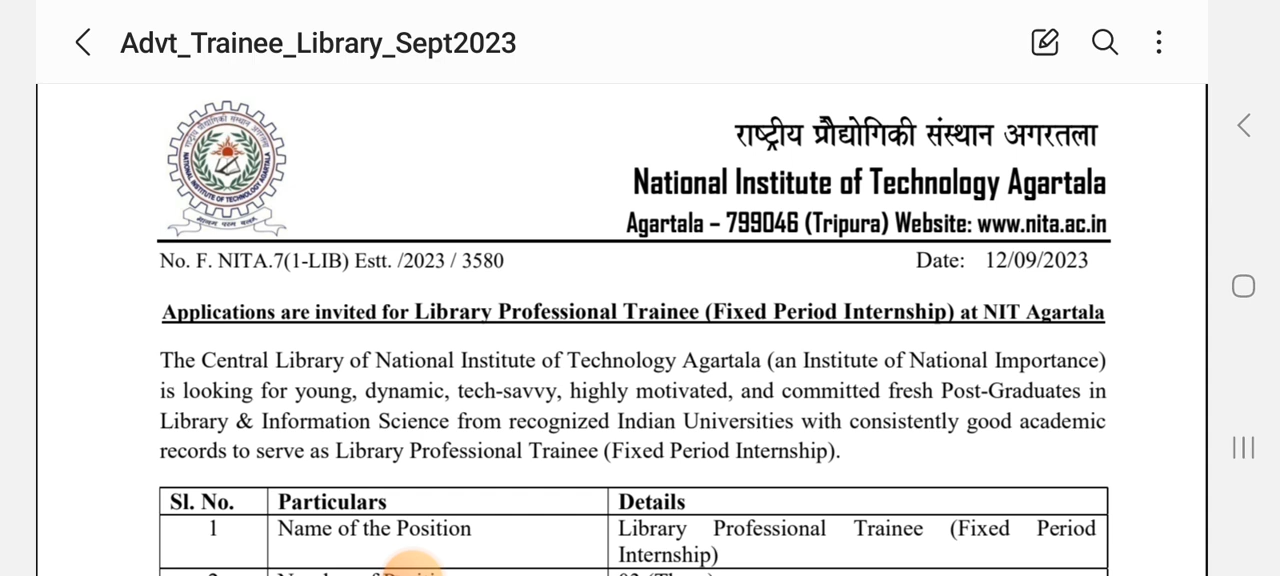 Advt_Trainee_Library_Sept2023
राष्ट्रीय प्रौद्योगिकी संस्थान अगरतला
National Institute of Technology Agartala
Agartala – 799046 (Tripura) Website: www.nita.ac.in
NATIONAL INSTITUTE OF TECHNOLOGY AGARTALA
No. F. NITA.7(1-LIB) Estt. /2023 / 3580 Date: 12/09/2023
Applications are invited for Library Professional Trainee (Fixed Period Internship) at NIT Agartala
The Central Library of National Institute of Technology Agartala (an Institute of National Importance)
is looking for young, dynamic, tech-savvy, highly motivated, and committed fresh Post-Graduates in
Library & Information Science from recognized Indian Universities with consistently good academic
records to serve as Library Professional Trainee (Fixed Period Internship).
Sl. No. Particulars Details
1 Name of the Position Library Professional Trainee (Fixed Period
Internship)